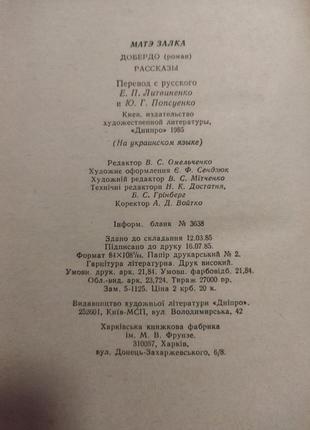 МАТЭ ЗАЛКА
ДОБЕРДО (роман)
РАССКАЗЫ
Перевод с русского
Е. П. Литвиненко
и Ю. Г. Попсуенко
Киев, издательство
художественной литературы,
«Днипро» 1985
(На украинском языке)
Редактор В. С. Омельченко
Художнє оформлення Є. Ф. Сендзюк
Художній редактор В. С. Мітченко
Технічні редактори Н. К. Достатня,
Б. С. Грінберг
Коректор А. Д. Войтко
Інформ. бланк № 3638
Здано до складання 12.03.85
Підписано до друку 16.07.85.
Формат 84×108¹/₃₂. Папір друкарський № 2.
Гарнітура літературна. Друк високий.
Умовн. друк. арк. 21,84. Умовн. фарбовідб. 21,84.
Обл.-вид. арк. 23,724. Тираж 27000 пр.
Зам. 5-1125. Ціна 2 крб. 20 к.
Видавництво художньої літератури «Дніпро».
252601, Київ-МСП, вул. Володимирська, 42
Харківська книжкова фабрика
ім. М. В. Фрунзе.
310057, Харків,
вул. Донець-Захаржевського, 6/8.